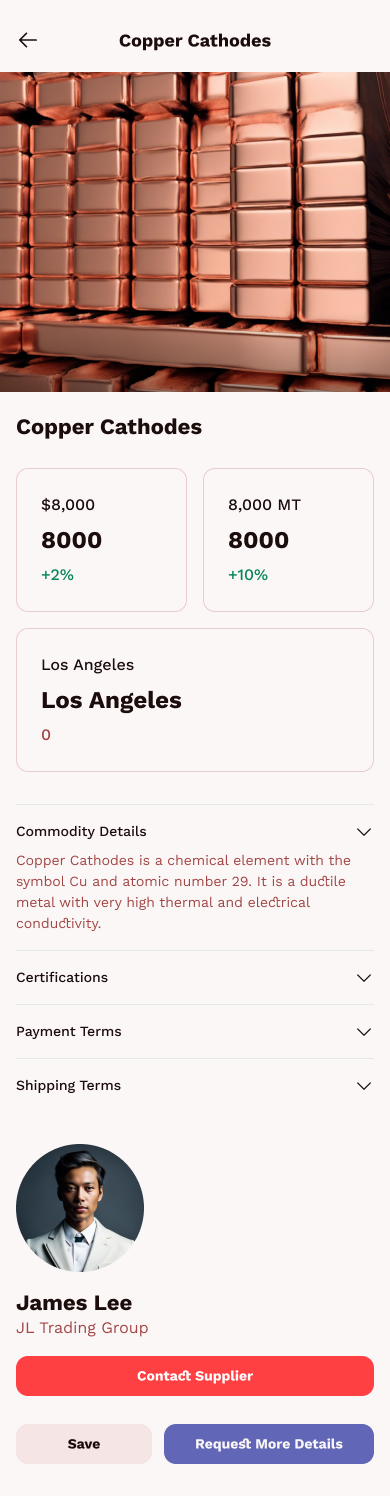 Copper Cathodes
Copper Cathodes
$8,000
8000
+2%
8,000 MT
8000
+10%
Los Angeles
Los Angeles
0
Commodity Details
Copper Cathodes is a chemical element with the
symbol Cu and atomic number 29. It is a ductile
metal with very high thermal and electrical
conductivity.
Certifications
Payment Terms
Shipping Terms
James Lee
JL Trading Group
Contact Supplier
Save
Request More Details